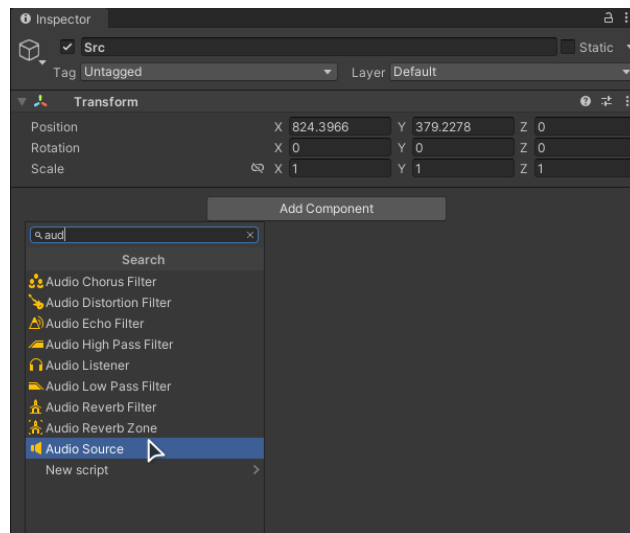 Inspector
Src Static
Tag Untagged Layer Default
Transform
Position X 824.3966 Y 379.2278 Z 0
Rotation X 0 Y 0 Z 0
Scale X 1 Y 1 Z 1
Add Component
aud
Search
Audio Chorus Filter
Audio Distortion Filter
Audio Echo Filter
Audio High Pass Filter
Audio Listener
Audio Low Pass Filter
Audio Reverb Filter
Audio Reverb Zone
Audio Source
New script